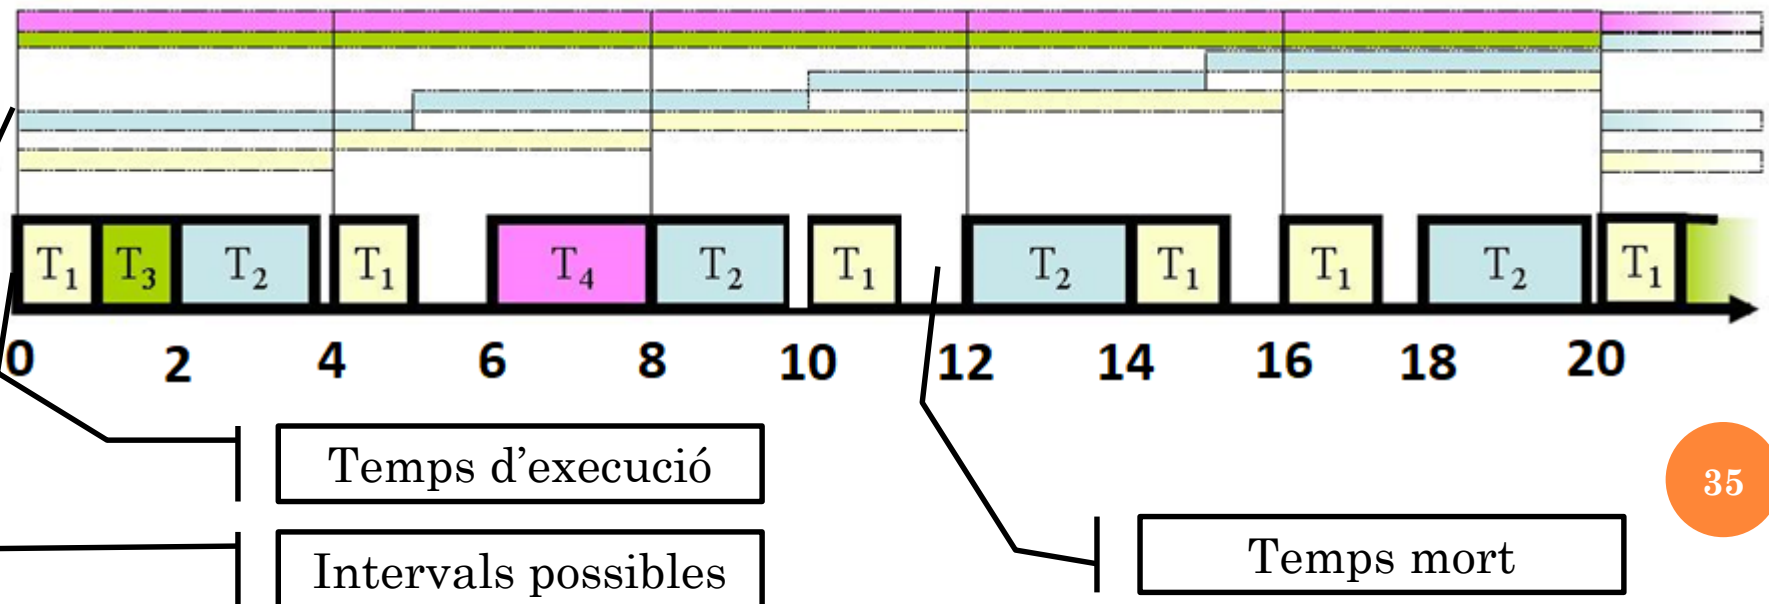 T1 T3 T2 T1 T4 T2 T1 T2 T1 T1 T2 T1
0 2 4 6 8 10 12 14 16 18 20
Temps d'execució
35
Temps mort
Intervals possibles